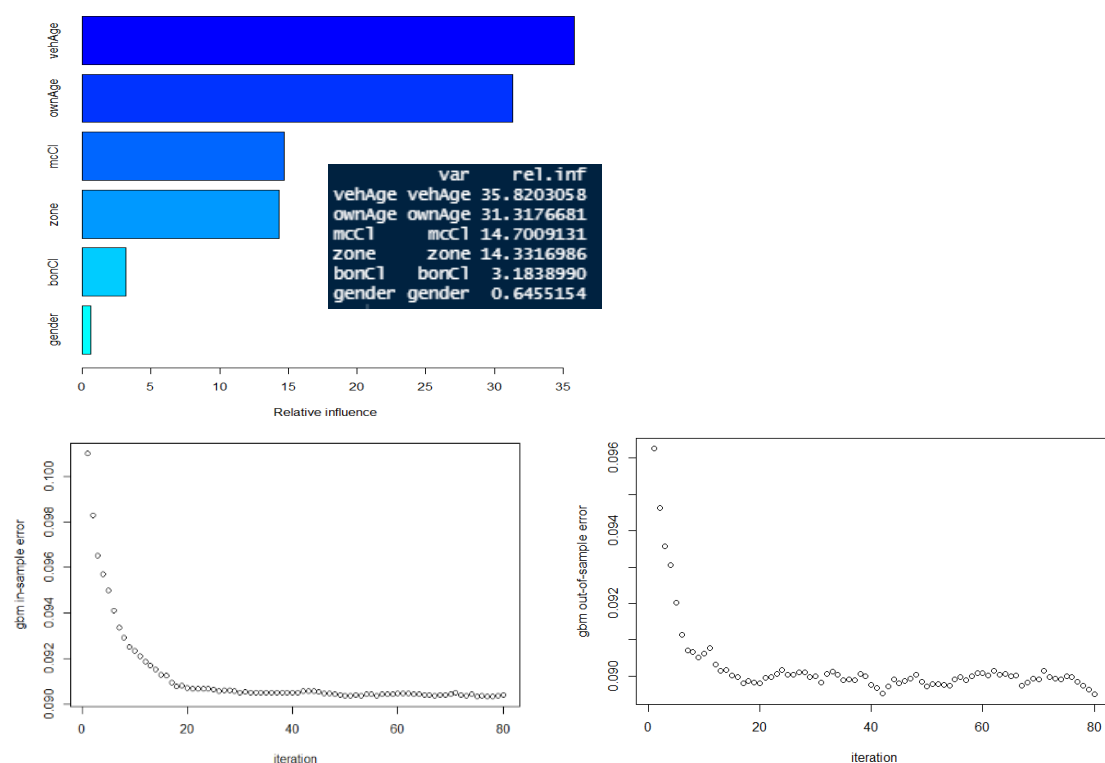 vehAge
ownAge
mcCl
zone
bonCl
gender
0 5 10 15 20 25 30 35
Relative influence
var rel.inf
vehAge vehAge 35.8203058
ownAge ownAge 31.3176681
mcCl mcCl 14.7009131
zone zone 14.3316986
bonCl bonCl 3.1838990
gender gender 0.6455154
gbm in-sample error
0.100
0.098
0.096
0.094
0.092
0.090
0 20 40 60 80
iteration
gbm out-of-sample error
0.096
0.094
0.092
0.090
0 20 40 60 80
iteration